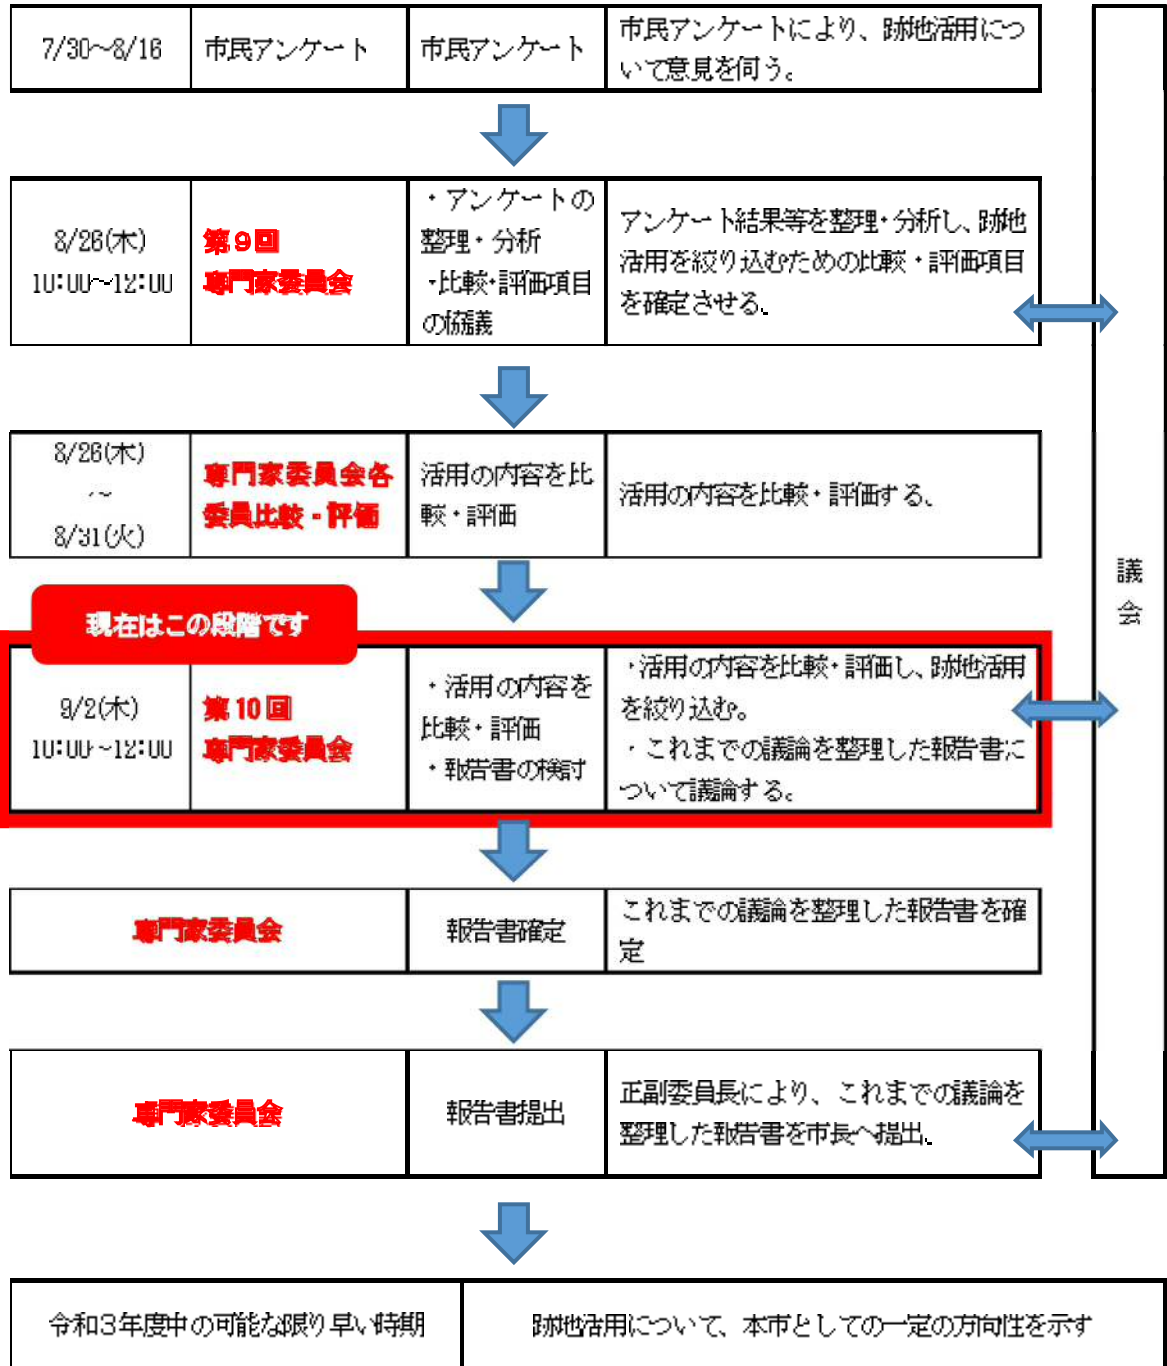 7/30～8/16
市民アンケート
市民アンケート
市民アンケートにより、跡地活用につ
いて意見を伺う。
8/26(木)
10:00～12:00
第９回
専門家委員会
・アンケートの
整理・分析
・比較・評価項目
の協議
アンケート結果等を整理・分析し、跡地
活用を絞り込むための比較・評価項目
を確定させる。
8/26(木)
～
8/31(火)
専門家委員会各
委員比較・評価
活用の内容を比
較・評価
活用の内容を比較・評価する。
現在はこの段階です
9/2(木)
10:00～12:00
第10回
専門家委員会
・活用の内容を
比較・評価
・報告書の検討
・活用の内容を比較・評価し、跡地活用
を絞り込む。
・これまでの議論を整理した報告書に
ついて議論する。
専門家委員会
報告書確定
これまでの議論を整理した報告書を確
定
専門家委員会
報告書提出
正副委員長により、これまでの議論を
整理した報告書を市長へ提出。
議
会
令和３年度中の可能な限り早い時期
跡地活用について、本市としての一定の方向性を示す